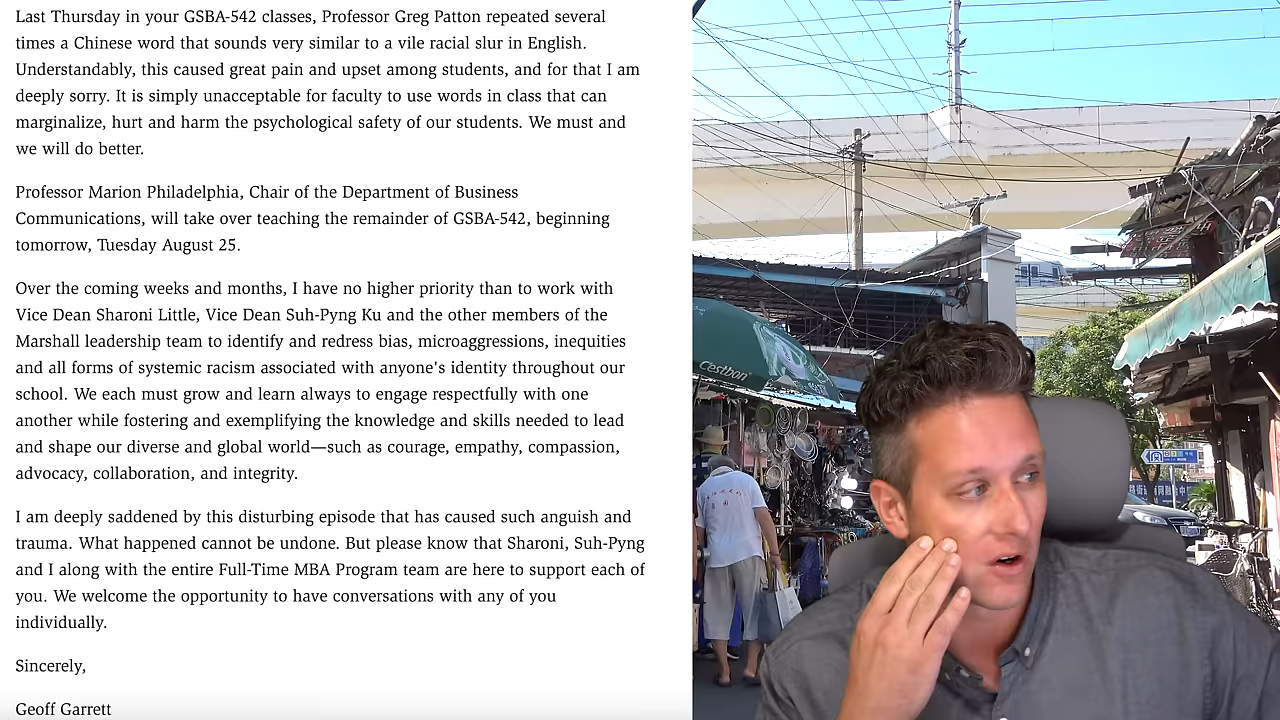 Last Thursday in your GSBA-542 classes, Professor Greg Patton repeated several
times a Chinese word that sounds very similar to a vile racial slur in English.
Understandably, this caused great pain and upset among students, and for that I am
deeply sorry. It is simply unacceptable for faculty to use words in class that can
marginalize, hurt and harm the psychological safety of our students. We must and
we will do better.
Professor Marion Philadelphia, Chair of the Department of Business
Communications, will take over teaching the remainder of GSBA-542, beginning
tomorrow, Tuesday August 25.
Over the coming weeks and months, I have no higher priority than to work with
Vice Dean Sharoni Little, Vice Dean Suh-Pyng Ku and the other members of the
Marshall leadership team to identify and redress bias, microaggressions, inequities
and all forms of systemic racism associated with anyone's identity throughout our
school. We each must grow and learn always to engage respectfully with one
another while fostering and exemplifying the knowledge and skills needed to lead
and shape our diverse and global world—such as courage, empathy, compassion,
advocacy, collaboration, and integrity.
I am deeply saddened by this disturbing episode that has caused such anguish and
trauma. What happened cannot be undone. But please know that Sharoni, Suh-Pyng
and I along with the entire Full-Time MBA Program team are here to support each of
you. We welcome the opportunity to have conversations with any of you
individually.
Sincerely,
Geoff Garrett
Cestbon